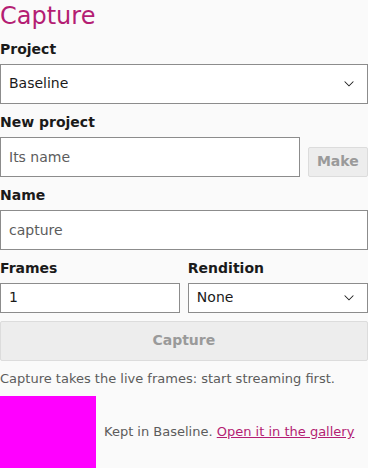 Capture
Project
Baseline
New project
Its name
Make
Name
capture
Frames
Rendition
1
None
Capture
Capture takes the live frames: start streaming first.
Kept in Baseline. Open it in the gallery